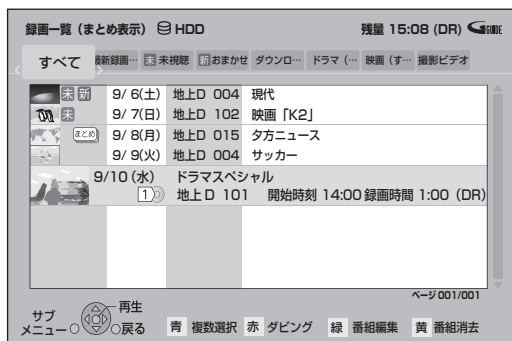 録画一覧（まとめ表示） HDD 残量 15:08 (DR) GGUIDE
すべて 最新録画… 未 未視聴 新 おまかせ ダウンロ… ドラマ（… 映画（す… 撮影ビデオ
未 新 9/ 6(土) 地上D 004 現代
未 9/ 7(日) 地上D 102 映画「K2」
まとめ 9/ 8(月) 地上D 015 夕方ニュース
9/ 9(火) 地上D 004 サッカー
9/10(水) ドラマスペシャル
1 地上D 101 開始時刻 14:00 録画時間 1:00（DR）
ページ 001/001
サブ 再生
メニュー 戻る 青 複数選択 赤 ダビング 緑 番組編集 黄 番組消去